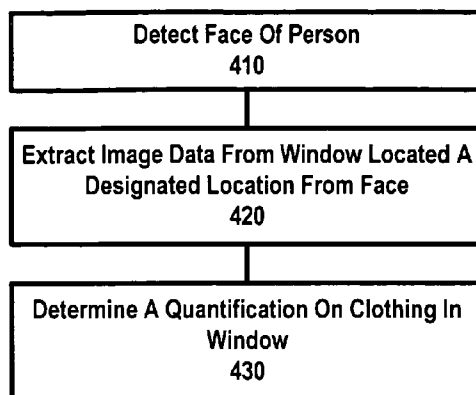 Detect Face Of Person
410
Extract Image Data From Window Located A
Designated Location From Face
420
Determine A Quantification On Clothing In
Window
430